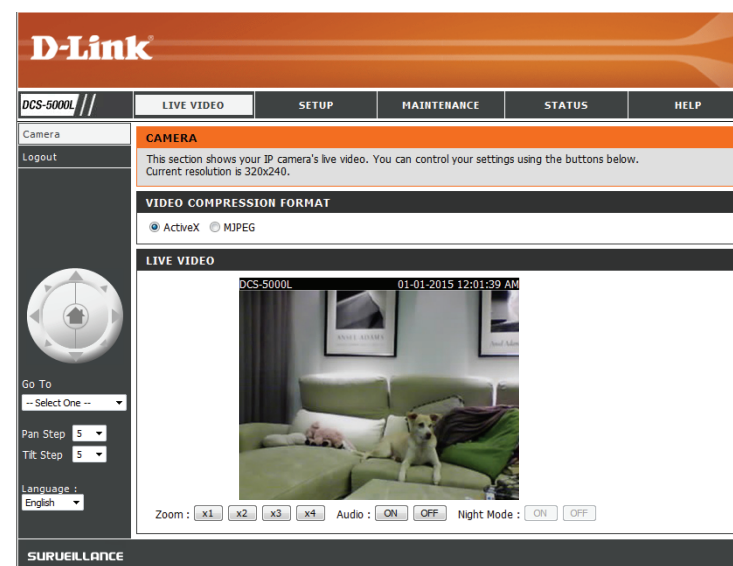 D-Link
DCS-5000L
LIVE VIDEO SETUP MAINTENANCE STATUS HELP
Camera
Logout
CAMERA
This section shows your IP camera's live video. You can control your settings using the buttons below.
Current resolution is 320x240.
VIDEO COMPRESSION FORMAT
ActiveX MJPEG
LIVE VIDEO
DCS-5000L 01-01-2015 12:01:39 AM
ANSEL ADAMS
Go To
-- Select One --
Pan Step 5
Tilt Step 5
Language :
English
Zoom : x1 x2 x3 x4 Audio : ON OFF Night Mode : ON OFF
SURVEILLANCE